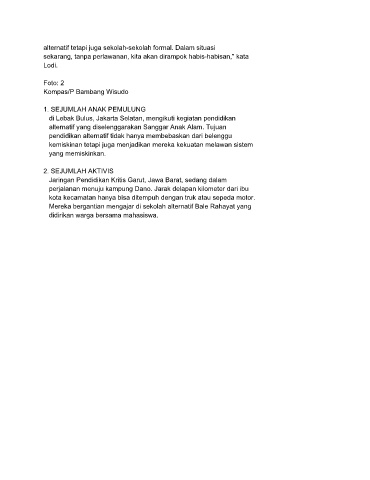 alternatif tetapi juga sekolah-sekolah formal. Dalam situasi
sekarang, tanpa perlawanan, kita akan dirampok habis-habisan," kata
Lodi.
Foto: 2
Kompas/P Bambang Wisudo
1. SEJUMLAH ANAK PEMULUNG
di Lebak Bulus, Jakarta Selatan, mengikuti kegiatan pendidikan
alternatif yang diselenggarakan Sanggar Anak Alam. Tujuan
pendidikan alternatif tidak hanya membebaskan dari belenggu
kemiskinan tetapi juga menjadikan mereka kekuatan melawan sistem
yang memiskinkan.
2. SEJUMLAH AKTIVIS
Jaringan Pendidikan Kritis Garut, Jawa Barat, sedang dalam
perjalanan menuju kampung Dano. Jarak delapan kilometer dari ibu
kota kecamatan hanya bisa ditempuh dengan truk atau sepeda motor.
Mereka bergantian mengajar di sekolah alternatif Bale Rahayat yang
didirikan warga bersama mahasiswa.